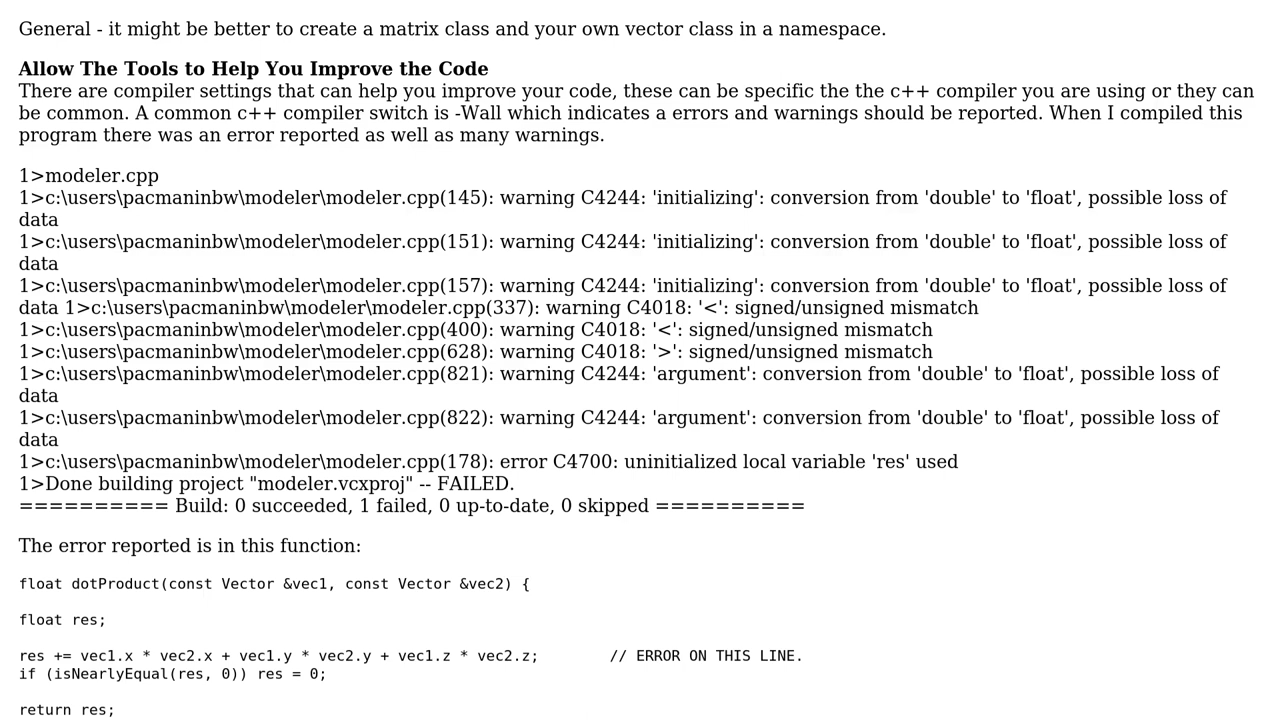 General - it might be better to create a matrix class and your own vector class in a namespace.
Allow The Tools to Help You Improve the Code
There are compiler settings that can help you improve your code, these can be specific the the c++ compiler you are using or they can
be common. A common c++ compiler switch is -Wall which indicates a errors and warnings should be reported. When I compiled this
program there was an error reported as well as many warnings.
1>modeler.cpp
1>c:\users\pacmaninbw\modeler\modeler.cpp(145): warning C4244: 'initializing': conversion from 'double' to 'float', possible loss of
data
1>c:\users\pacmaninbw\modeler\modeler.cpp(151): warning C4244: 'initializing': conversion from 'double' to 'float', possible loss of
data
1>c:\users\pacmaninbw\modeler\modeler.cpp(157): warning C4244: 'initializing': conversion from 'double' to 'float', possible loss of
data 1>c:\users\pacmaninbw\modeler\modeler.cpp(337): warning C4018: '<': signed/unsigned mismatch
1>c:\users\pacmaninbw\modeler\modeler.cpp(400): warning C4018: '<': signed/unsigned mismatch
1>c:\users\pacmaninbw\modeler\modeler.cpp(628): warning C4018: '>': signed/unsigned mismatch
1>c:\users\pacmaninbw\modeler\modeler.cpp(821): warning C4244: 'argument': conversion from 'double' to 'float', possible loss of
data
1>c:\users\pacmaninbw\modeler\modeler.cpp(822): warning C4244: 'argument': conversion from 'double' to 'float', possible loss of
data
1>c:\users\pacmaninbw\modeler\modeler.cpp(178): error C4700: uninitialized local variable 'res' used
1>Done building project "modeler.vcxproj" -- FAILED.
========== Build: 0 succeeded, 1 failed, 0 up-to-date, 0 skipped ==========
The error reported is in this function:
float dotProduct(const Vector &vec1, const Vector &vec2) {
float res;
res += vec1.x * vec2.x + vec1.y * vec2.y + vec1.z * vec2.z;        // ERROR ON THIS LINE.
if (isNearlyEqual(res, 0)) res = 0;
return res;